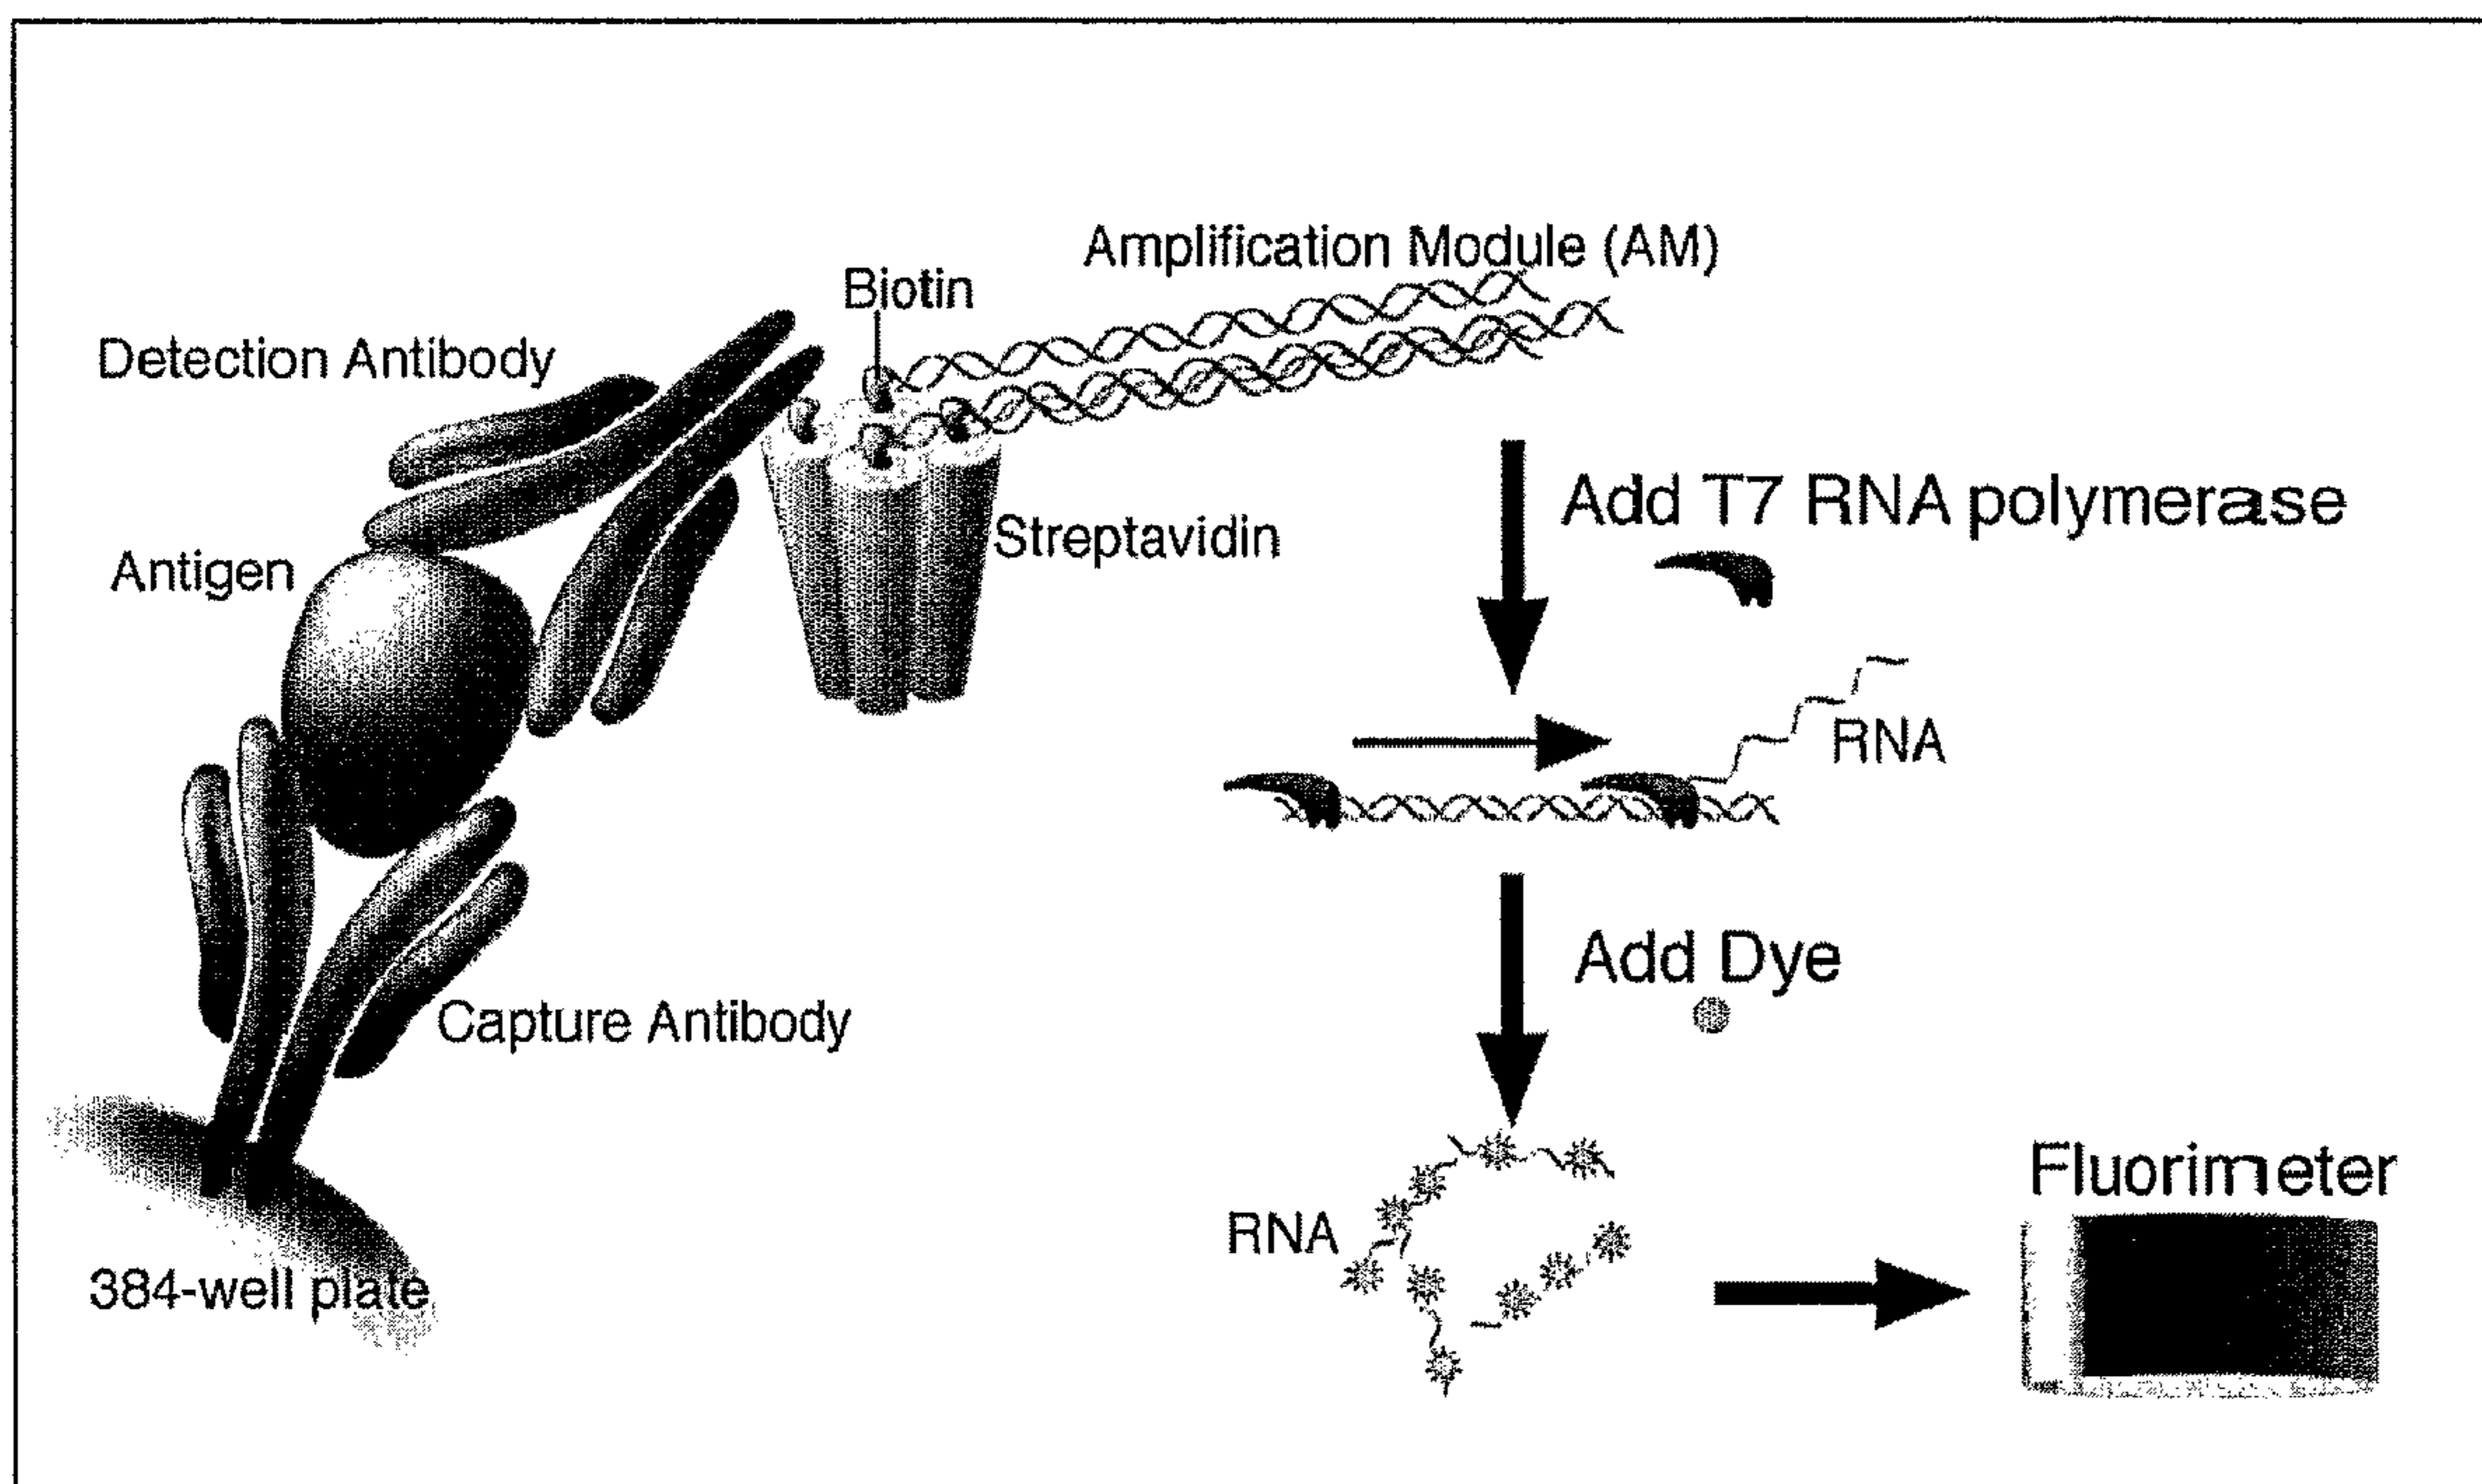 Amplification Module (AM)
Biotin
Detection Antibody
Add T7 RNA polymerase
Streptavidin
Antigen
RNA
Add Dye
Capture Antibody
Fluorimeter
RNA
384-well plate